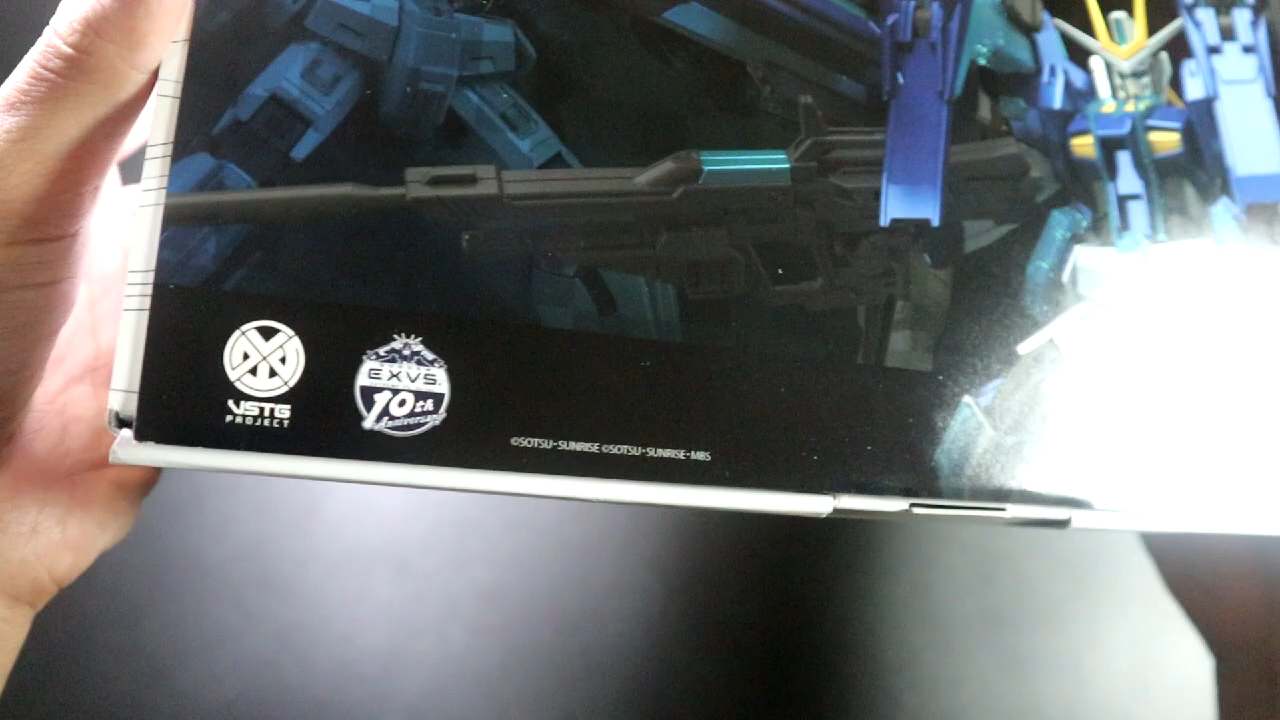 VSTG
PROJECT
EXVS.
10th
Anniversary
©SOTSU・SUNRISE ©SOTSU・SUNRISE・MBS